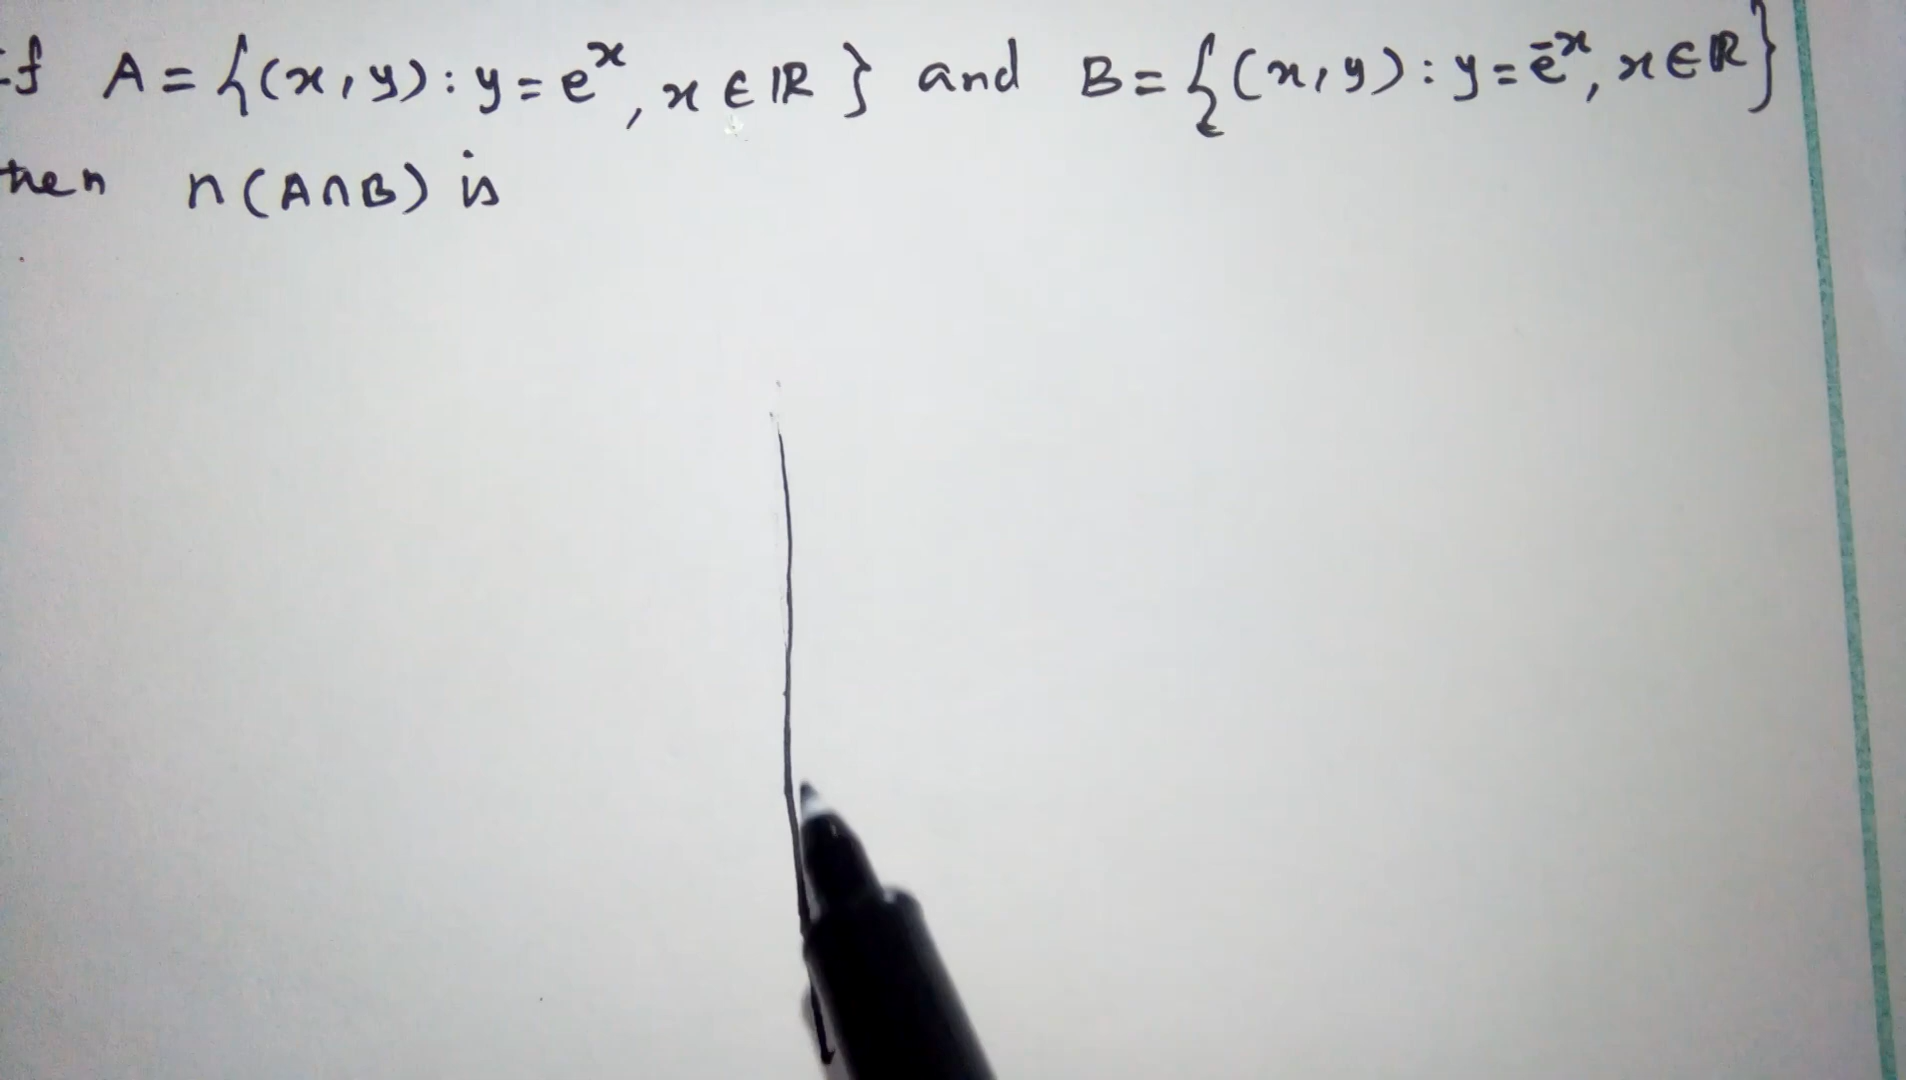 If A = {(x, y) : y = eˣ, x ∈ ℝ } and B = {(x, y) : y = e⁻ˣ, x ∈ ℝ}
then n(A∩B) is